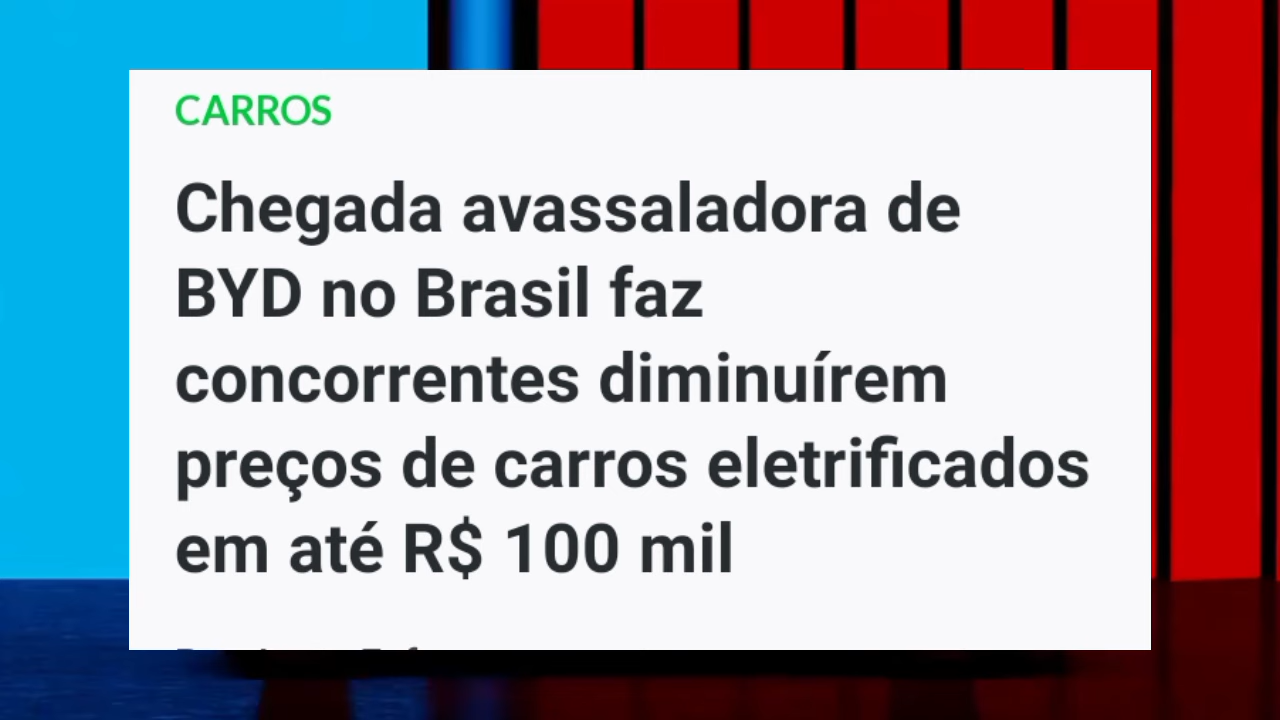 CARROS
Chegada avassaladora de
BYD no Brasil faz
concorrentes diminuírem
preços de carros eletrificados
em até R$ 100 mil